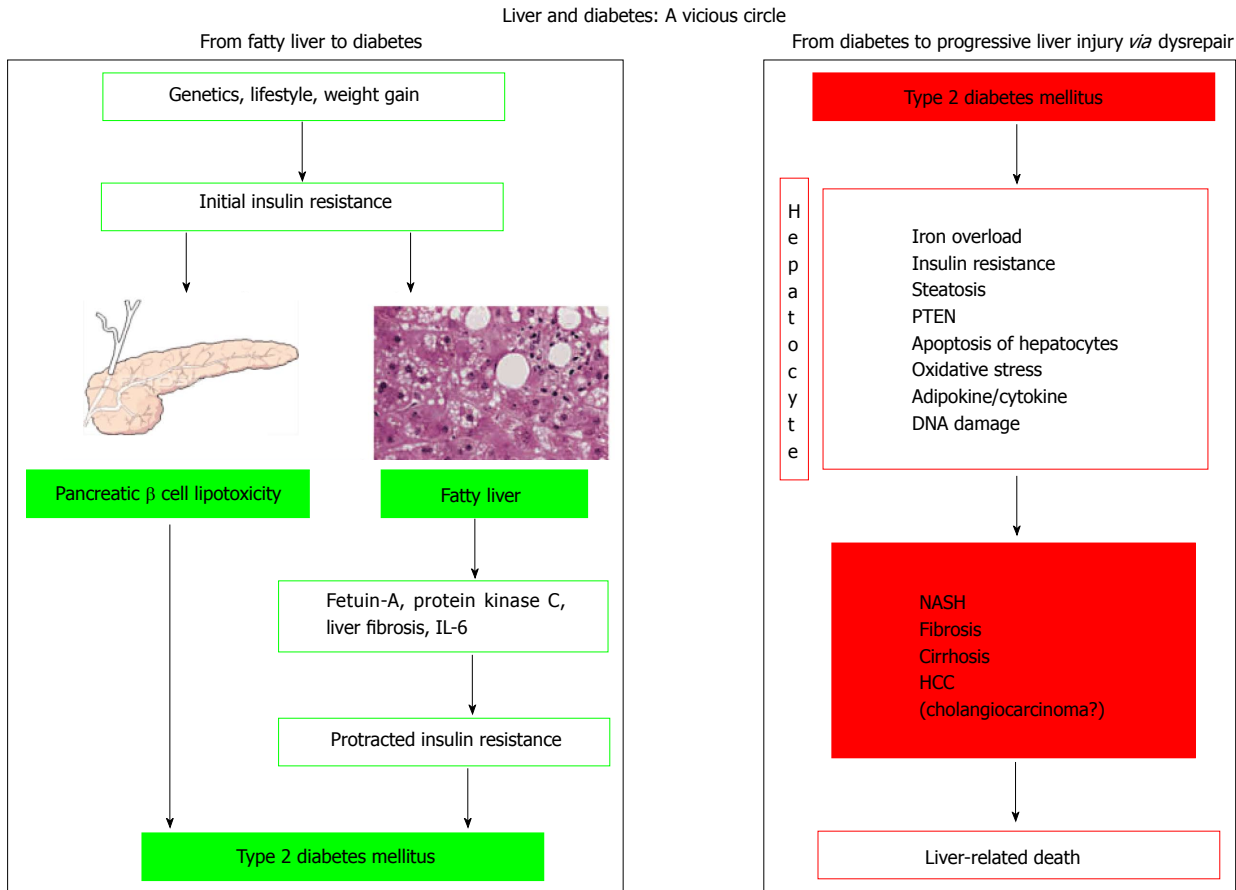 Liver and diabetes: A vicious circle
From fatty liver to diabetes
Genetics, lifestyle, weight gain
Initial insulin resistance
Pancreatic β cell lipotoxicity
Fatty liver
Fetuin-A, protein kinase C,
liver fibrosis, IL-6
Protracted insulin resistance
Type 2 diabetes mellitus
From diabetes to progressive liver injury via dysrepair
Type 2 diabetes mellitus
H
e
p
a
t
o
c
y
t
e
Iron overload
Insulin resistance
Steatosis
PTEN
Apoptosis of hepatocytes
Oxidative stress
Adipokine/cytokine
DNA damage
NASH
Fibrosis
Cirrhosis
HCC
(cholangiocarcinoma?)
Liver-related death